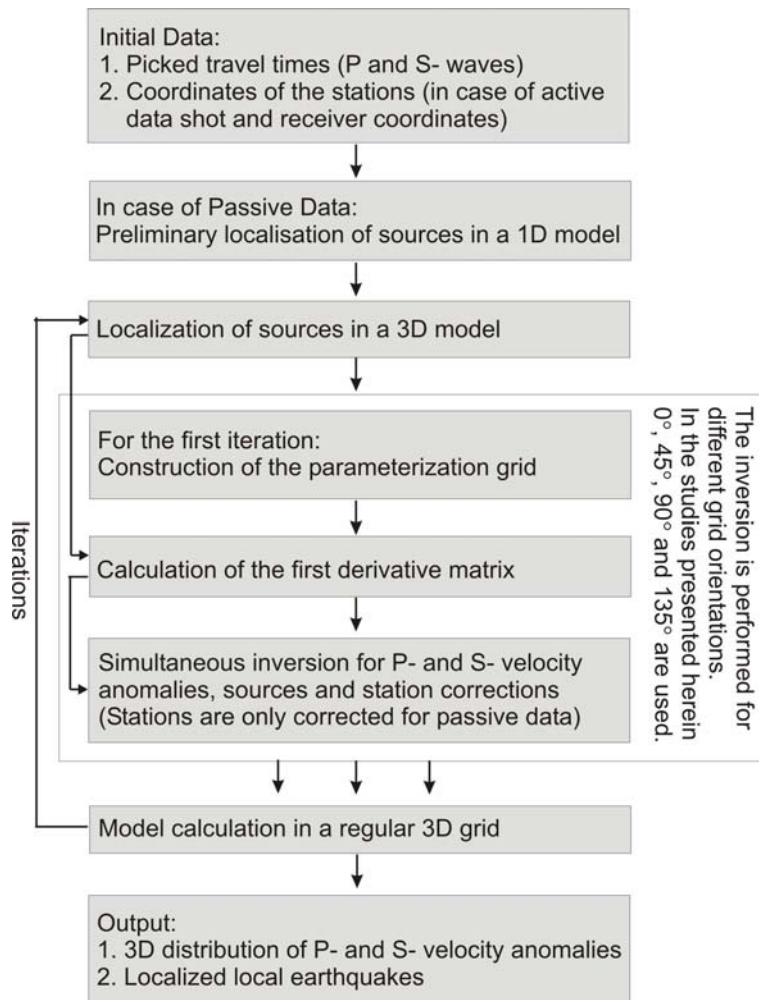 Initial Data:
1. Picked travel times (P and S- waves)
2. Coordinates of the stations (in case of active
data shot and receiver coordinates)
In case of Passive Data:
Preliminary localisation of sources in a 1D model
Localization of sources in a 3D model
For the first iteration:
Construction of the parameterization grid
Calculation of the first derivative matrix
Simultaneous inversion for P- and S- velocity
anomalies, sources and station corrections
(Stations are only corrected for passive data)
The inversion is performed for
different grid orientations.
In the studies presented herein
0°, 45°, 90° and 135° are used.
Iterations
Model calculation in a regular 3D grid
Output:
1. 3D distribution of P- and S- velocity anomalies
2. Localized local earthquakes